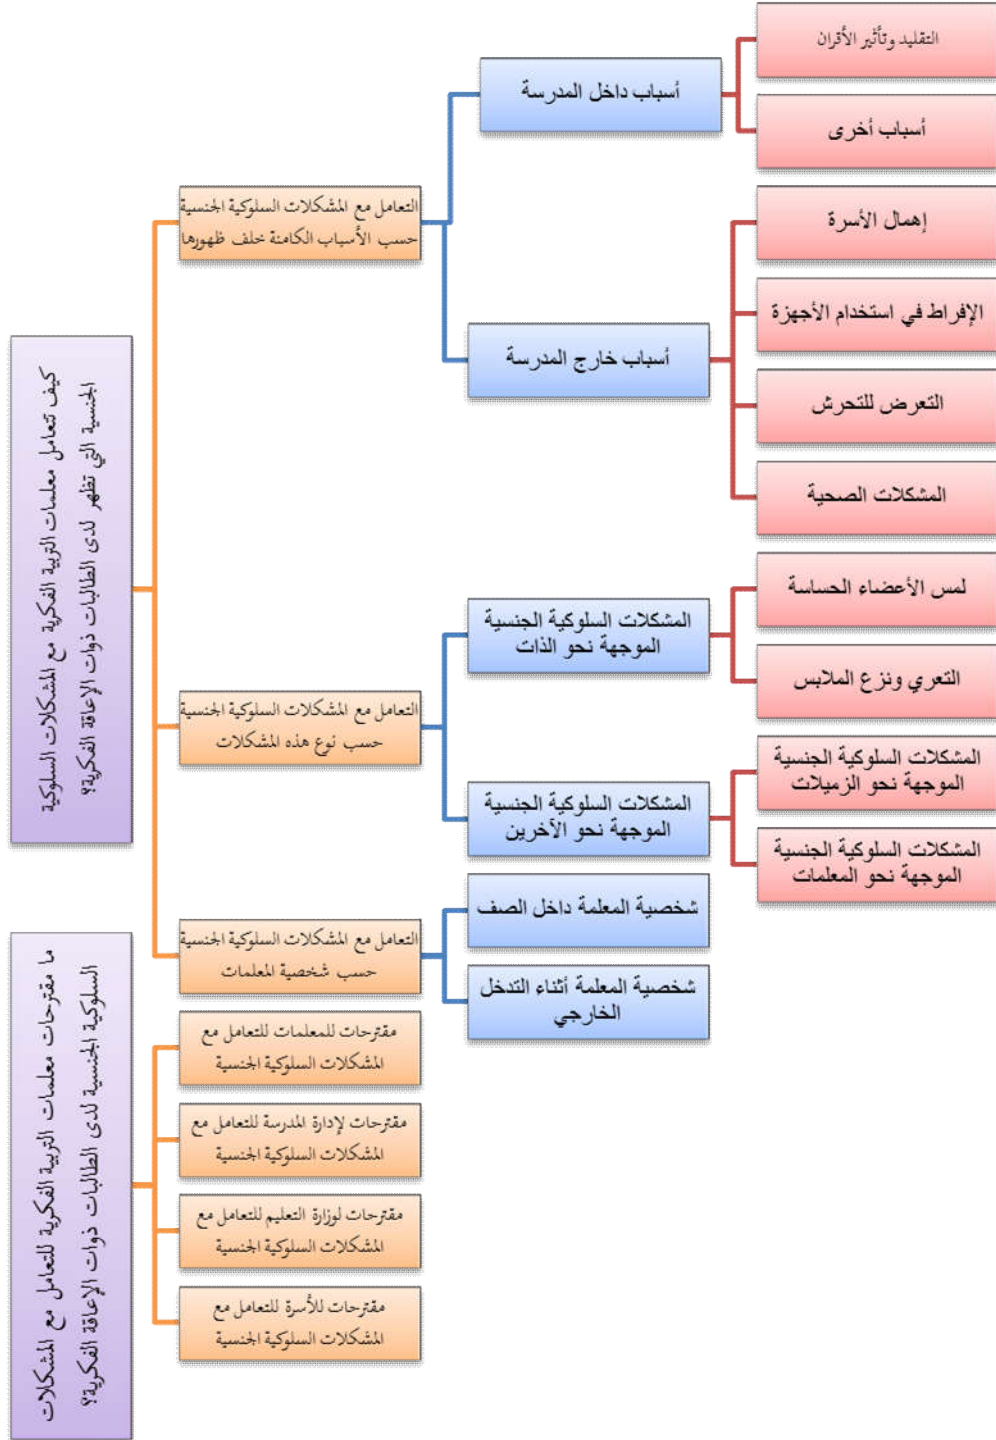 كيف تتعامل معلمات التربية الفكرية مع المشكلات السلوكية
الجنسية التي تظهر لدى الطالبات ذوات الإعاقة الفكرية؟
التعامل مع المشكلات السلوكية الجنسية
حسب الأسباب الكامنة خلف ظهورها
أسباب داخل المدرسة
التقليد وتأثير الأقران
أسباب أخرى
أسباب خارج المدرسة
إهمال الأسرة
الإفراط في استخدام الأجهزة
التعرض للتحرش
المشكلات الصحية
التعامل مع المشكلات السلوكية الجنسية
حسب نوع هذه المشكلات
المشكلات السلوكية الجنسية
الموجهة نحو الذات
لمس الأعضاء الحساسة
التعري ونزع الملابس
المشكلات السلوكية الجنسية
الموجهة نحو الآخرين
المشكلات السلوكية الجنسية
الموجهة نحو الزميلات
المشكلات السلوكية الجنسية
الموجهة نحو المعلمات
التعامل مع المشكلات السلوكية الجنسية
حسب شخصية المعلمات
شخصية المعلمة داخل الصف
شخصية المعلمة أثناء التدخل
الخارجي
ما مقترحات معلمات التربية الفكرية للتعامل مع المشكلات
السلوكية الجنسية لدى الطالبات ذوات الإعاقة الفكرية؟
مقترحات للمعلمات للتعامل مع
المشكلات السلوكية الجنسية
مقترحات لإدارة المدرسة للتعامل مع
المشكلات السلوكية الجنسية
مقترحات لوزارة التعليم للتعامل مع
المشكلات السلوكية الجنسية
مقترحات للأسرة للتعامل مع
المشكلات السلوكية الجنسية